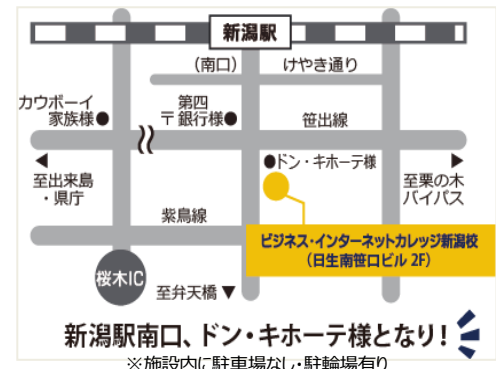 新潟駅
(南口)
けやき通り
カウボーイ
家族様●
第四
〒銀行様●
笹出線
●ドン・キホーテ様
◀
至出来島
・県庁
▶
至栗の木
バイパス
紫鳥線
ビジネス・インターネットカレッジ新潟校
(日生南笹口ビル 2F)
桜木IC
至弁天橋▼
新潟駅南口、ドン・キホーテ様となり!
※施設内に駐車場なし・駐輪場有り